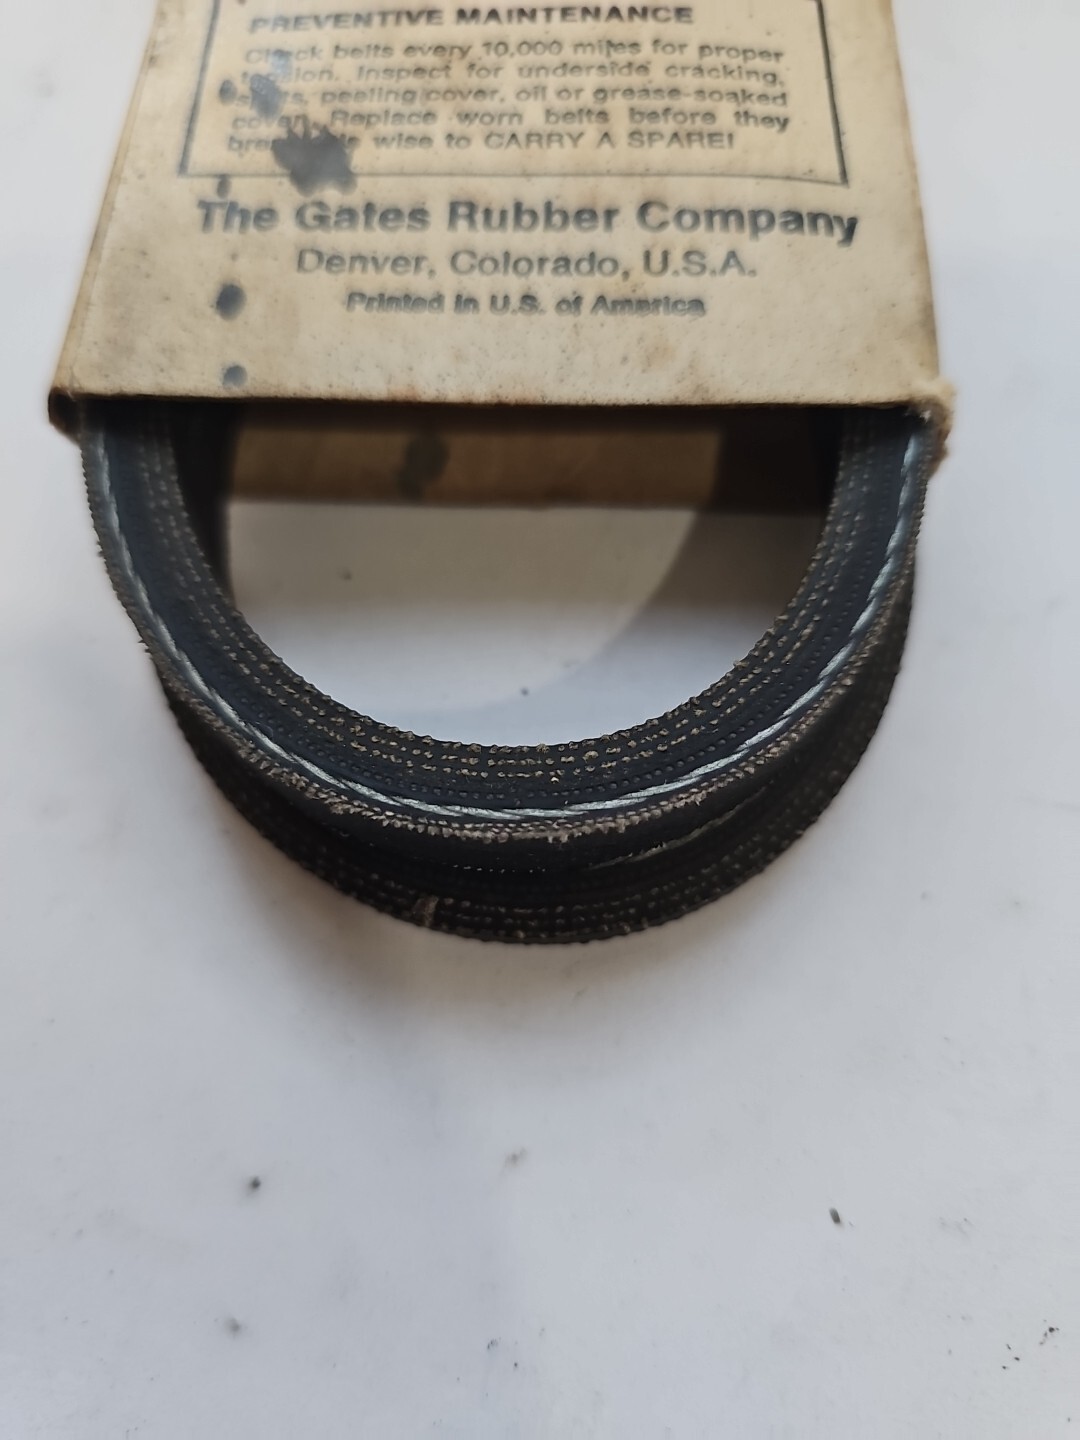 PREVENTIVE MAINTENANCE
Check belts every 10,000 miles for proper
tension. Inspect for underside cracking,
peeling cover, oil or grease-soaked
cover. Replace worn belts before they
wise to CARRY A SPARE!
The Gates Rubber Company
Denver, Colorado, U.S.A.
Printed in U.S. of America